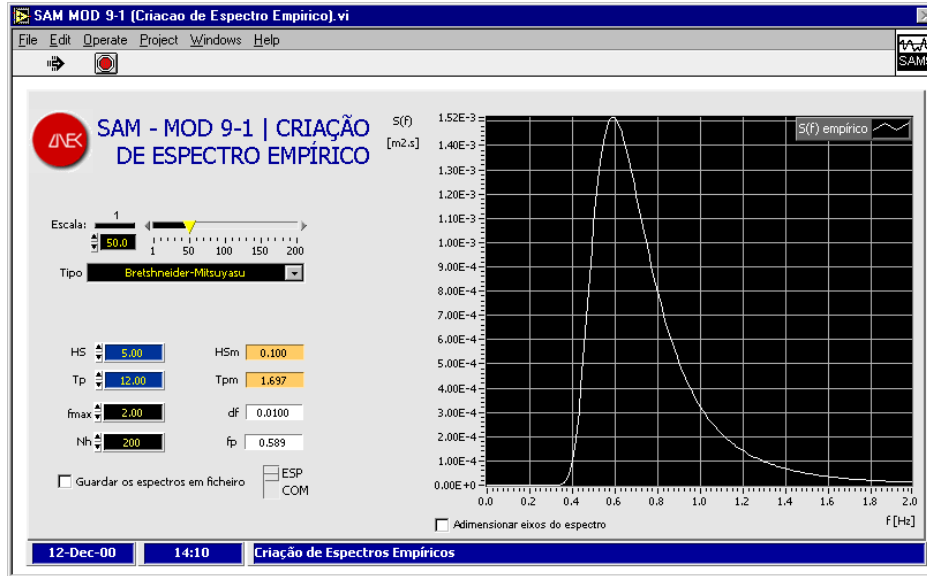 SAM MOD 9-1 (Criacao de Espectro Empirico).vi
File Edit Operate Project Windows Help
SAM - MOD 9-1 | CRIAÇÃO
DE ESPECTRO EMPÍRICO
Escala: 1
50.0
1 50 100 150 200
Tipo Bretshneider-Mitsuyasu
HS 5.00 HSm 0.100
Tp 12.00 Tpm 1.697
fmax 2.00 df 0.0100
Nh 200 fp 0.589
Guardar os espectros em ficheiro
ESP
COM
S(f)
[m2.s]
S(f) empírico
1.52E-3
1.40E-3
1.30E-3
1.20E-3
1.10E-3
1.00E-3
9.00E-4
8.00E-4
7.00E-4
6.00E-4
5.00E-4
4.00E-4
3.00E-4
2.00E-4
1.00E-4
0.00E+0
0.0 0.2 0.4 0.6 0.8 1.0 1.2 1.4 1.6 1.8 2.0
f [Hz]
Adimensionar eixos do espectro
12-Dec-00 14:10 Criação de Espectros Empíricos